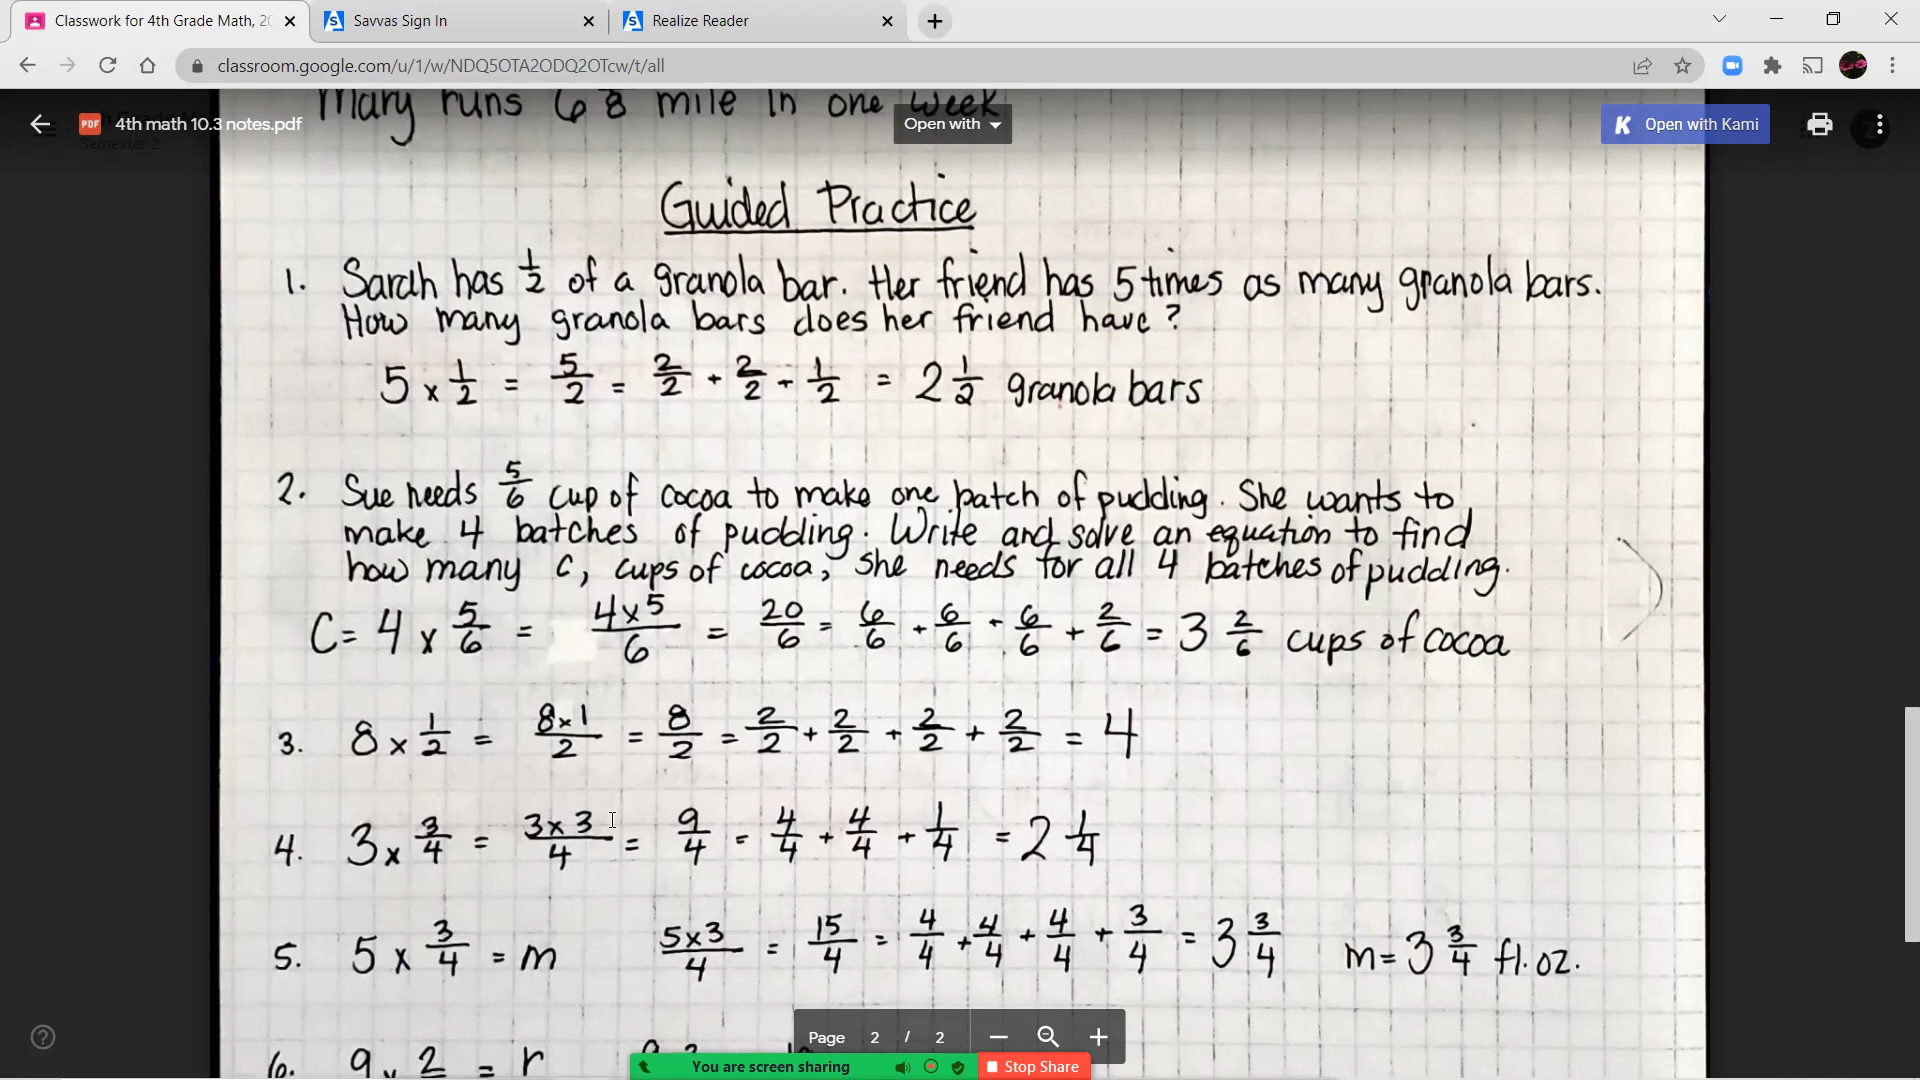 Classwork for 4th Grade Math, 20
Savvas Sign In
Realize Reader
classroom.google.com/u/1/w/NDQ5OTA2ODQ2OTcw/t/all
Mary runs 6 8 mile in one week
4th math 10.3 notes.pdf
Semester 2
Open with
Open with Kami
Guided Practice
1. Sarah has 1/2 of a granola bar. Her friend has 5 times as many granola bars.
How many granola bars does her friend have?
5 x 1/2 = 5/2 = 2/2 + 2/2 + 1/2 = 2 1/2 granola bars
2. Sue needs 5/6 cup of cocoa to make one batch of pudding. She wants to
make 4 batches of pudding. Write and solve an equation to find
how many c, cups of cocoa, she needs for all 4 batches of pudding.
C = 4 x 5/6 = 4x5/6 = 20/6 = 6/6 + 6/6 + 6/6 + 2/6 = 3 2/6 cups of cocoa
3. 8 x 1/2 = 8x1/2 = 8/2 = 2/2 + 2/2 + 2/2 + 2/2 = 4
4. 3 x 3/4 = 3x3/4 = 9/4 = 4/4 + 4/4 + 1/4 = 2 1/4
5. 5 x 3/4 = m 5x3/4 = 15/4 = 4/4 + 4/4 + 4/4 + 3/4 = 3 3/4 m = 3 3/4 fl. oz.
6. 9 x 2 = r
Page 2 / 2
You are screen sharing
Stop Share